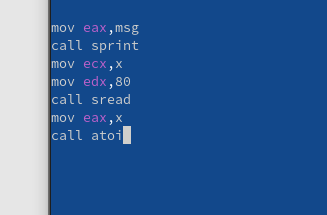 mov eax,msg
call sprint
mov ecx,x
mov edx,80
call sread
mov eax,x
call atoi